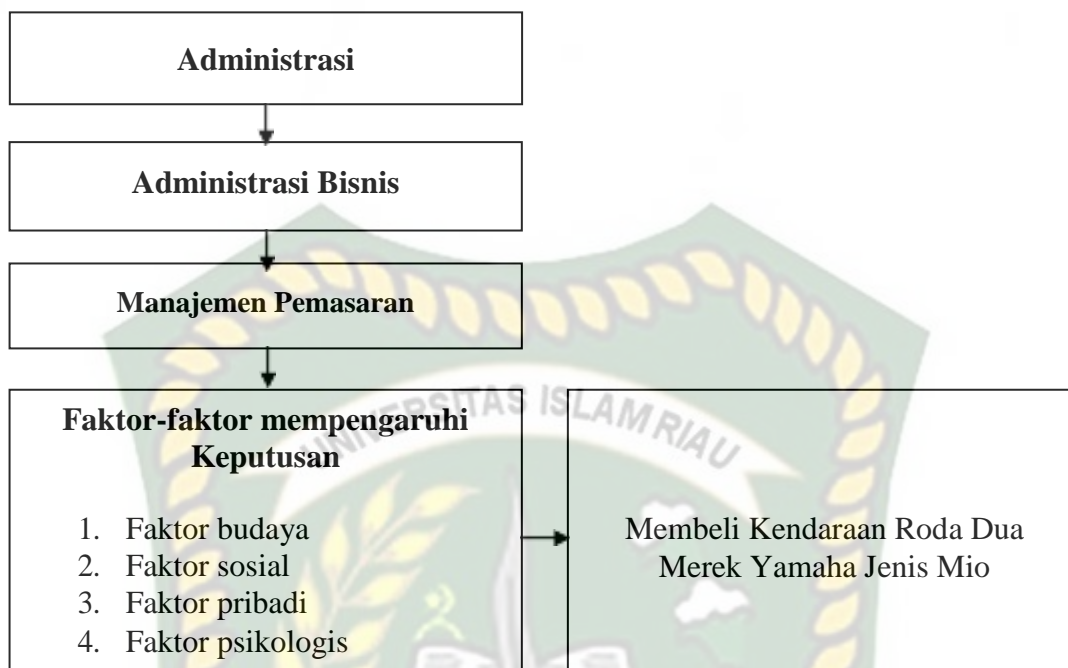 Administrasi
Administrasi Bisnis
Manajemen Pemasaran
Faktor-faktor mempengaruhi
Keputusan
1. Faktor budaya
2. Faktor sosial
3. Faktor pribadi
4. Faktor psikologis
Membeli Kendaraan Roda Dua
Merek Yamaha Jenis Mio
UNIVERSITAS ISLAM RIAU